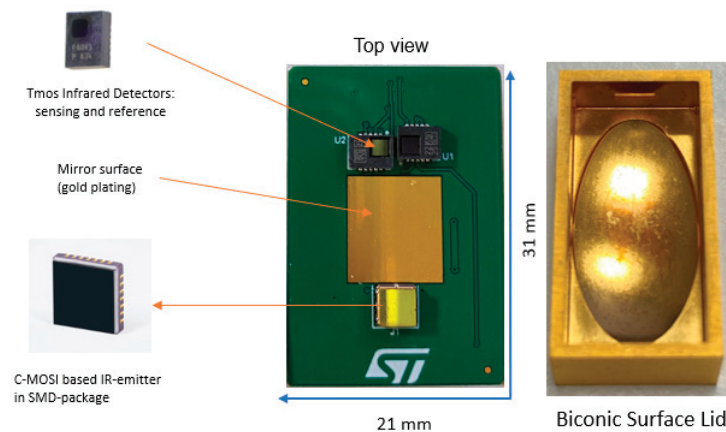 Top view
Tmos Infrared Detectors:
sensing and reference
U2
U1
Mirror surface
(gold plating)
31 mm
C-MOSI based IR-emitter
in SMD-package
ST
21 mm
Biconic Surface Lid